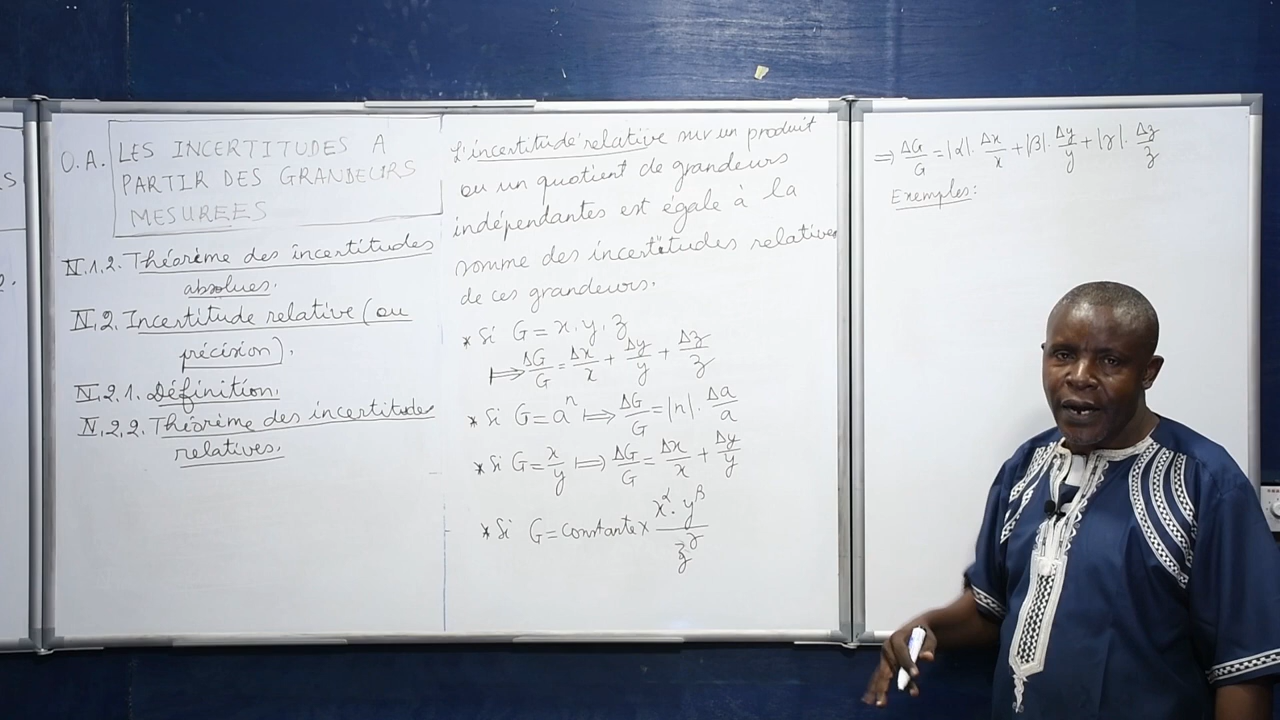 S
2.
O.A. LES INCERTITUDES A
PARTIR DES GRANDEURS
MESUREES
IV.1.2. Théorème des incertitudes
absolues.
IV.2. Incertitude relative (ou
précision).
IV.2.1. Définition.
IV.2.2. Théorème des incertitudes
relatives.
L'incertitude relative sur un produit
ou un quotient de grandeurs
indépendantes est égale à la
somme des incertitudes relatives
de ces grandeurs.
* Si G = x.y.z
⟹ ΔG/G = Δx/x + Δy/y + Δz/z
* Si G = aⁿ ⟹ ΔG/G = |n|. Δa/a
* Si G = x/y ⟹ ΔG/G = Δx/x + Δy/y
* Si G = constante × x^α . y^β / z^γ
⟹ ΔG/G = |α|. Δx/x + |β|. Δy/y + |γ|. Δz/z
Exemples: